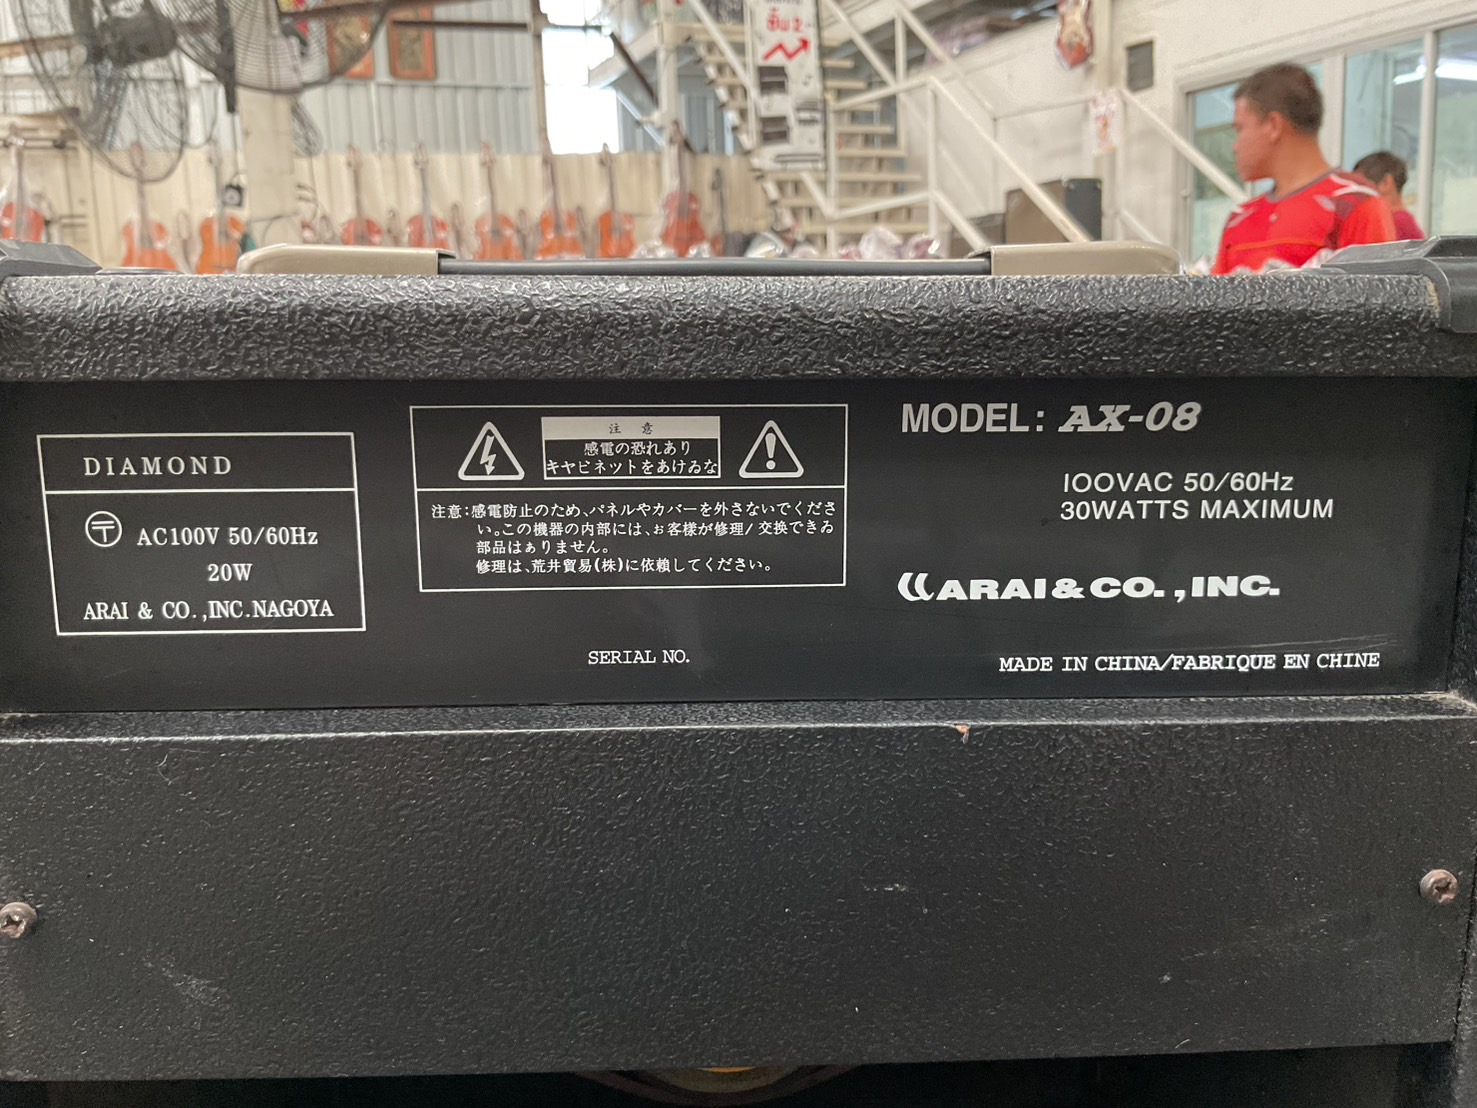 ชั้น 2
DIAMOND
〒 AC100V 50/60Hz
20W
ARAI & CO.,INC.NAGOYA
注 意
感電の恐れあり
キヤビネットをあけゐな
注意:感電防止のため、パネルやカバーを外さないでくださ
い。この機器の内部には、お客様が修理/交換できゐ
部品はありません。
修理は、荒井貿易(株)に依頼してください。
SERIAL NO.
MODEL: AX-08
100VAC 50/60Hz
30WATTS MAXIMUM
ARAI & CO., INC.
MADE IN CHINA/FABRIQUE EN CHINE